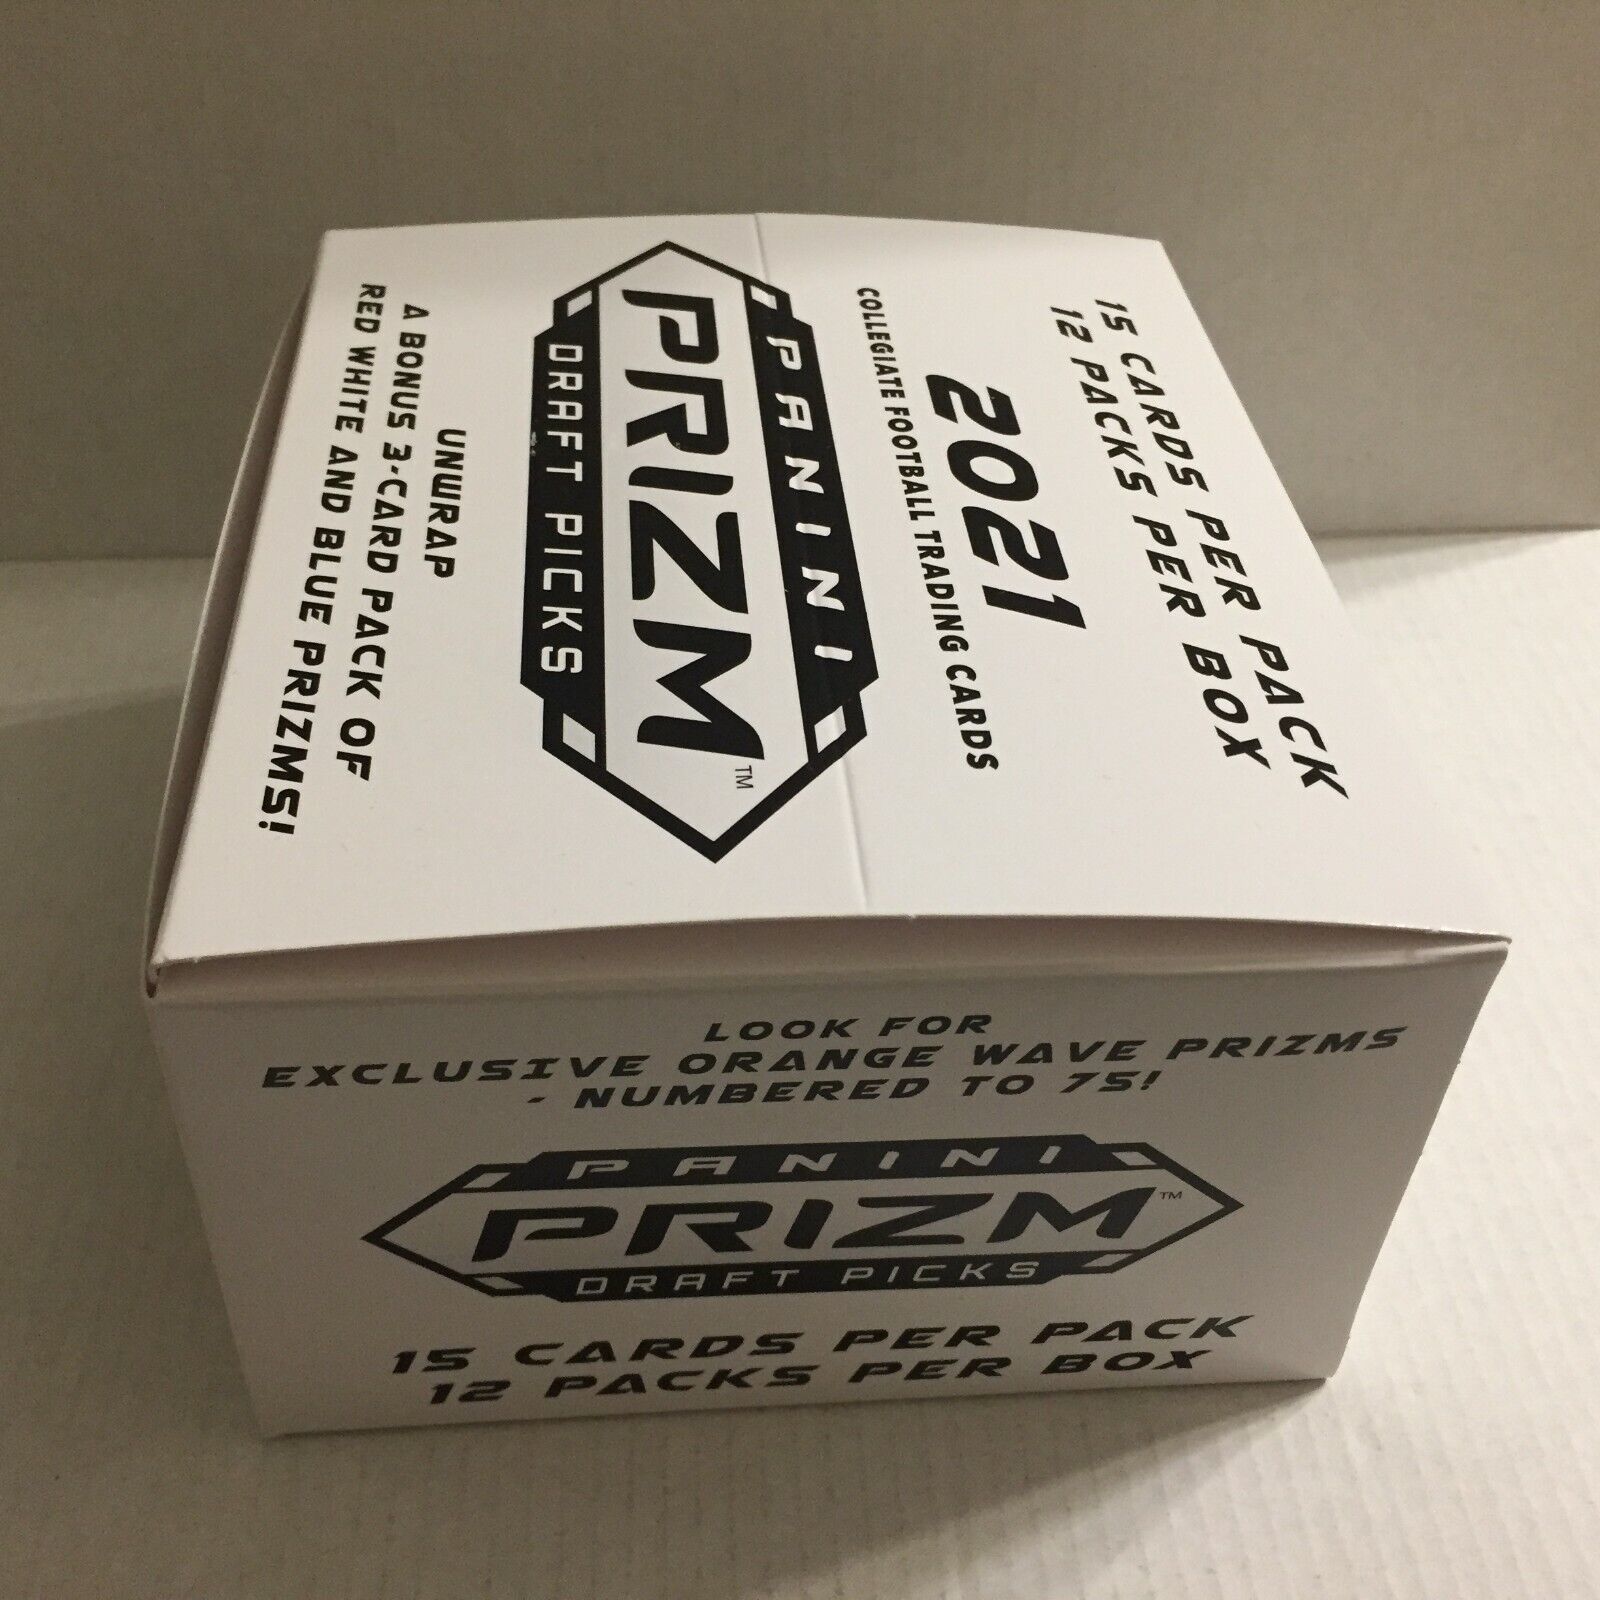 15 CARDS PER PACK
12 PACKS PER BOX
2021
COLLEGIATE FOOTBALL TRADING CARDS
PANINI
PRIZM™
DRAFT PICKS
UNWRAP
A BONUS 3-CARD PACK OF
RED WHITE AND BLUE PRIZMS!
LOOK FOR
EXCLUSIVE ORANGE WAVE PRIZMS
- NUMBERED TO 75!
PANINI
PRIZM™
DRAFT PICKS
15 CARDS PER PACK
12 PACKS PER BOX